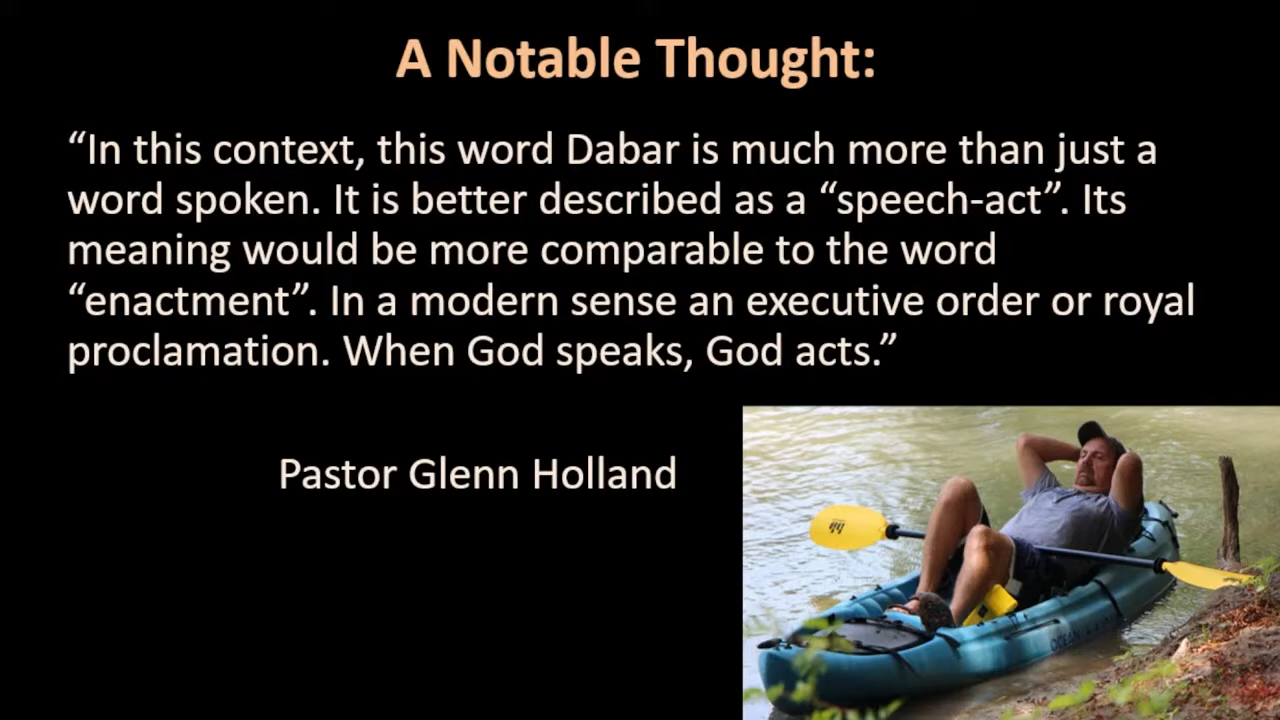 A Notable Thought:
“In this context, this word Dabar is much more than just a
word spoken. It is better described as a “speech-act”. Its
meaning would be more comparable to the word
“enactment”. In a modern sense an executive order or royal
proclamation. When God speaks, God acts.”
Pastor Glenn Holland
OCEAN